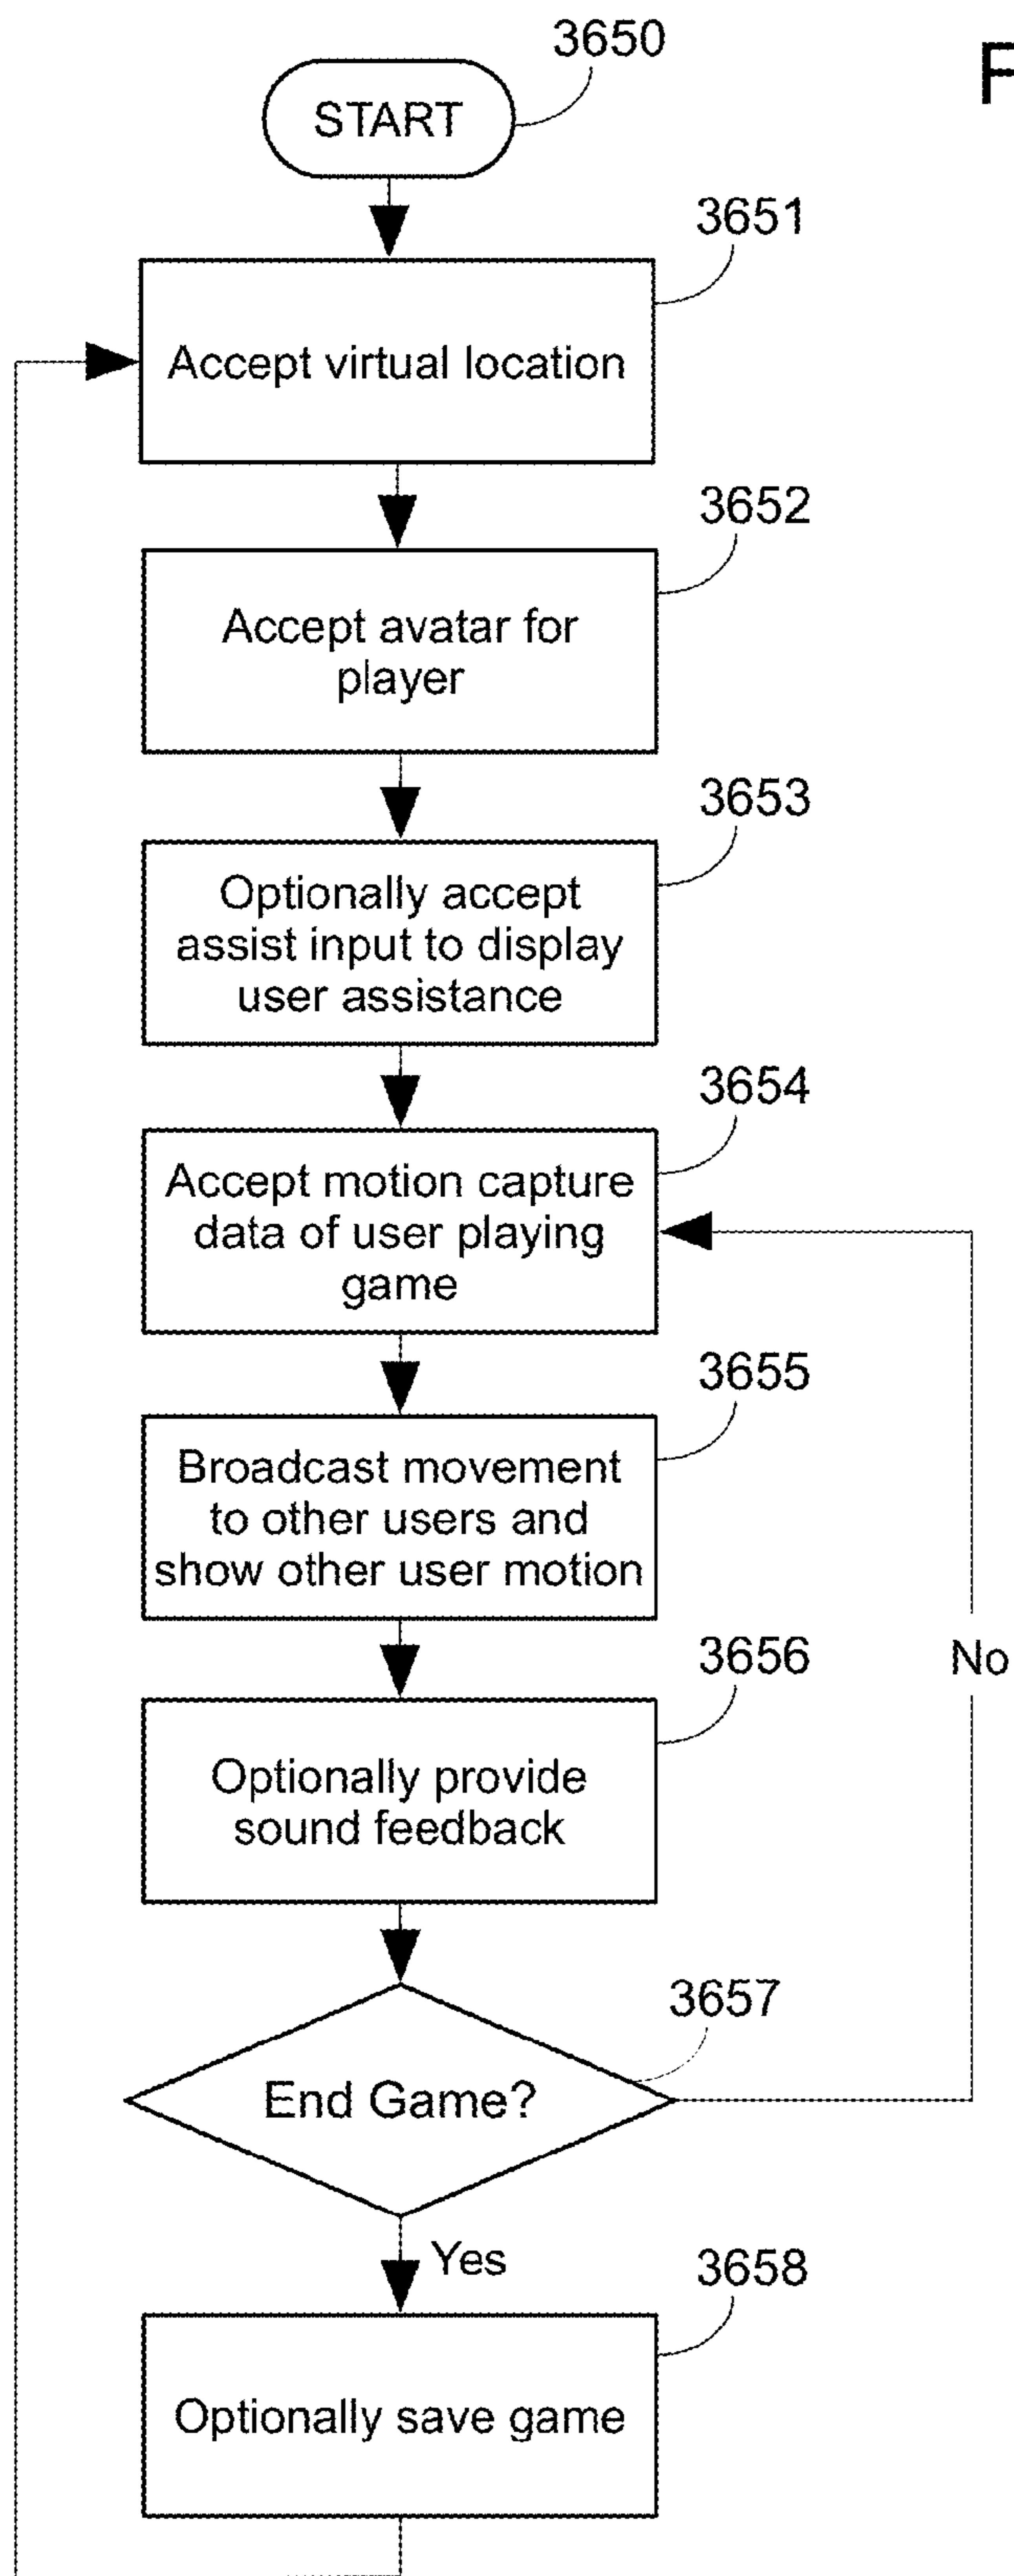 3650
START
3651
Accept virtual location
3652
Accept avatar for
player
3653
Optionally accept
assist input to display
user assistance
3654
Accept motion capture
data of user playing
game
3655
Broadcast movement
to other users and
show other user motion
3656
No
Optionally provide
sound feedback
3657
End Game?
Yes
3658
Optionally save game